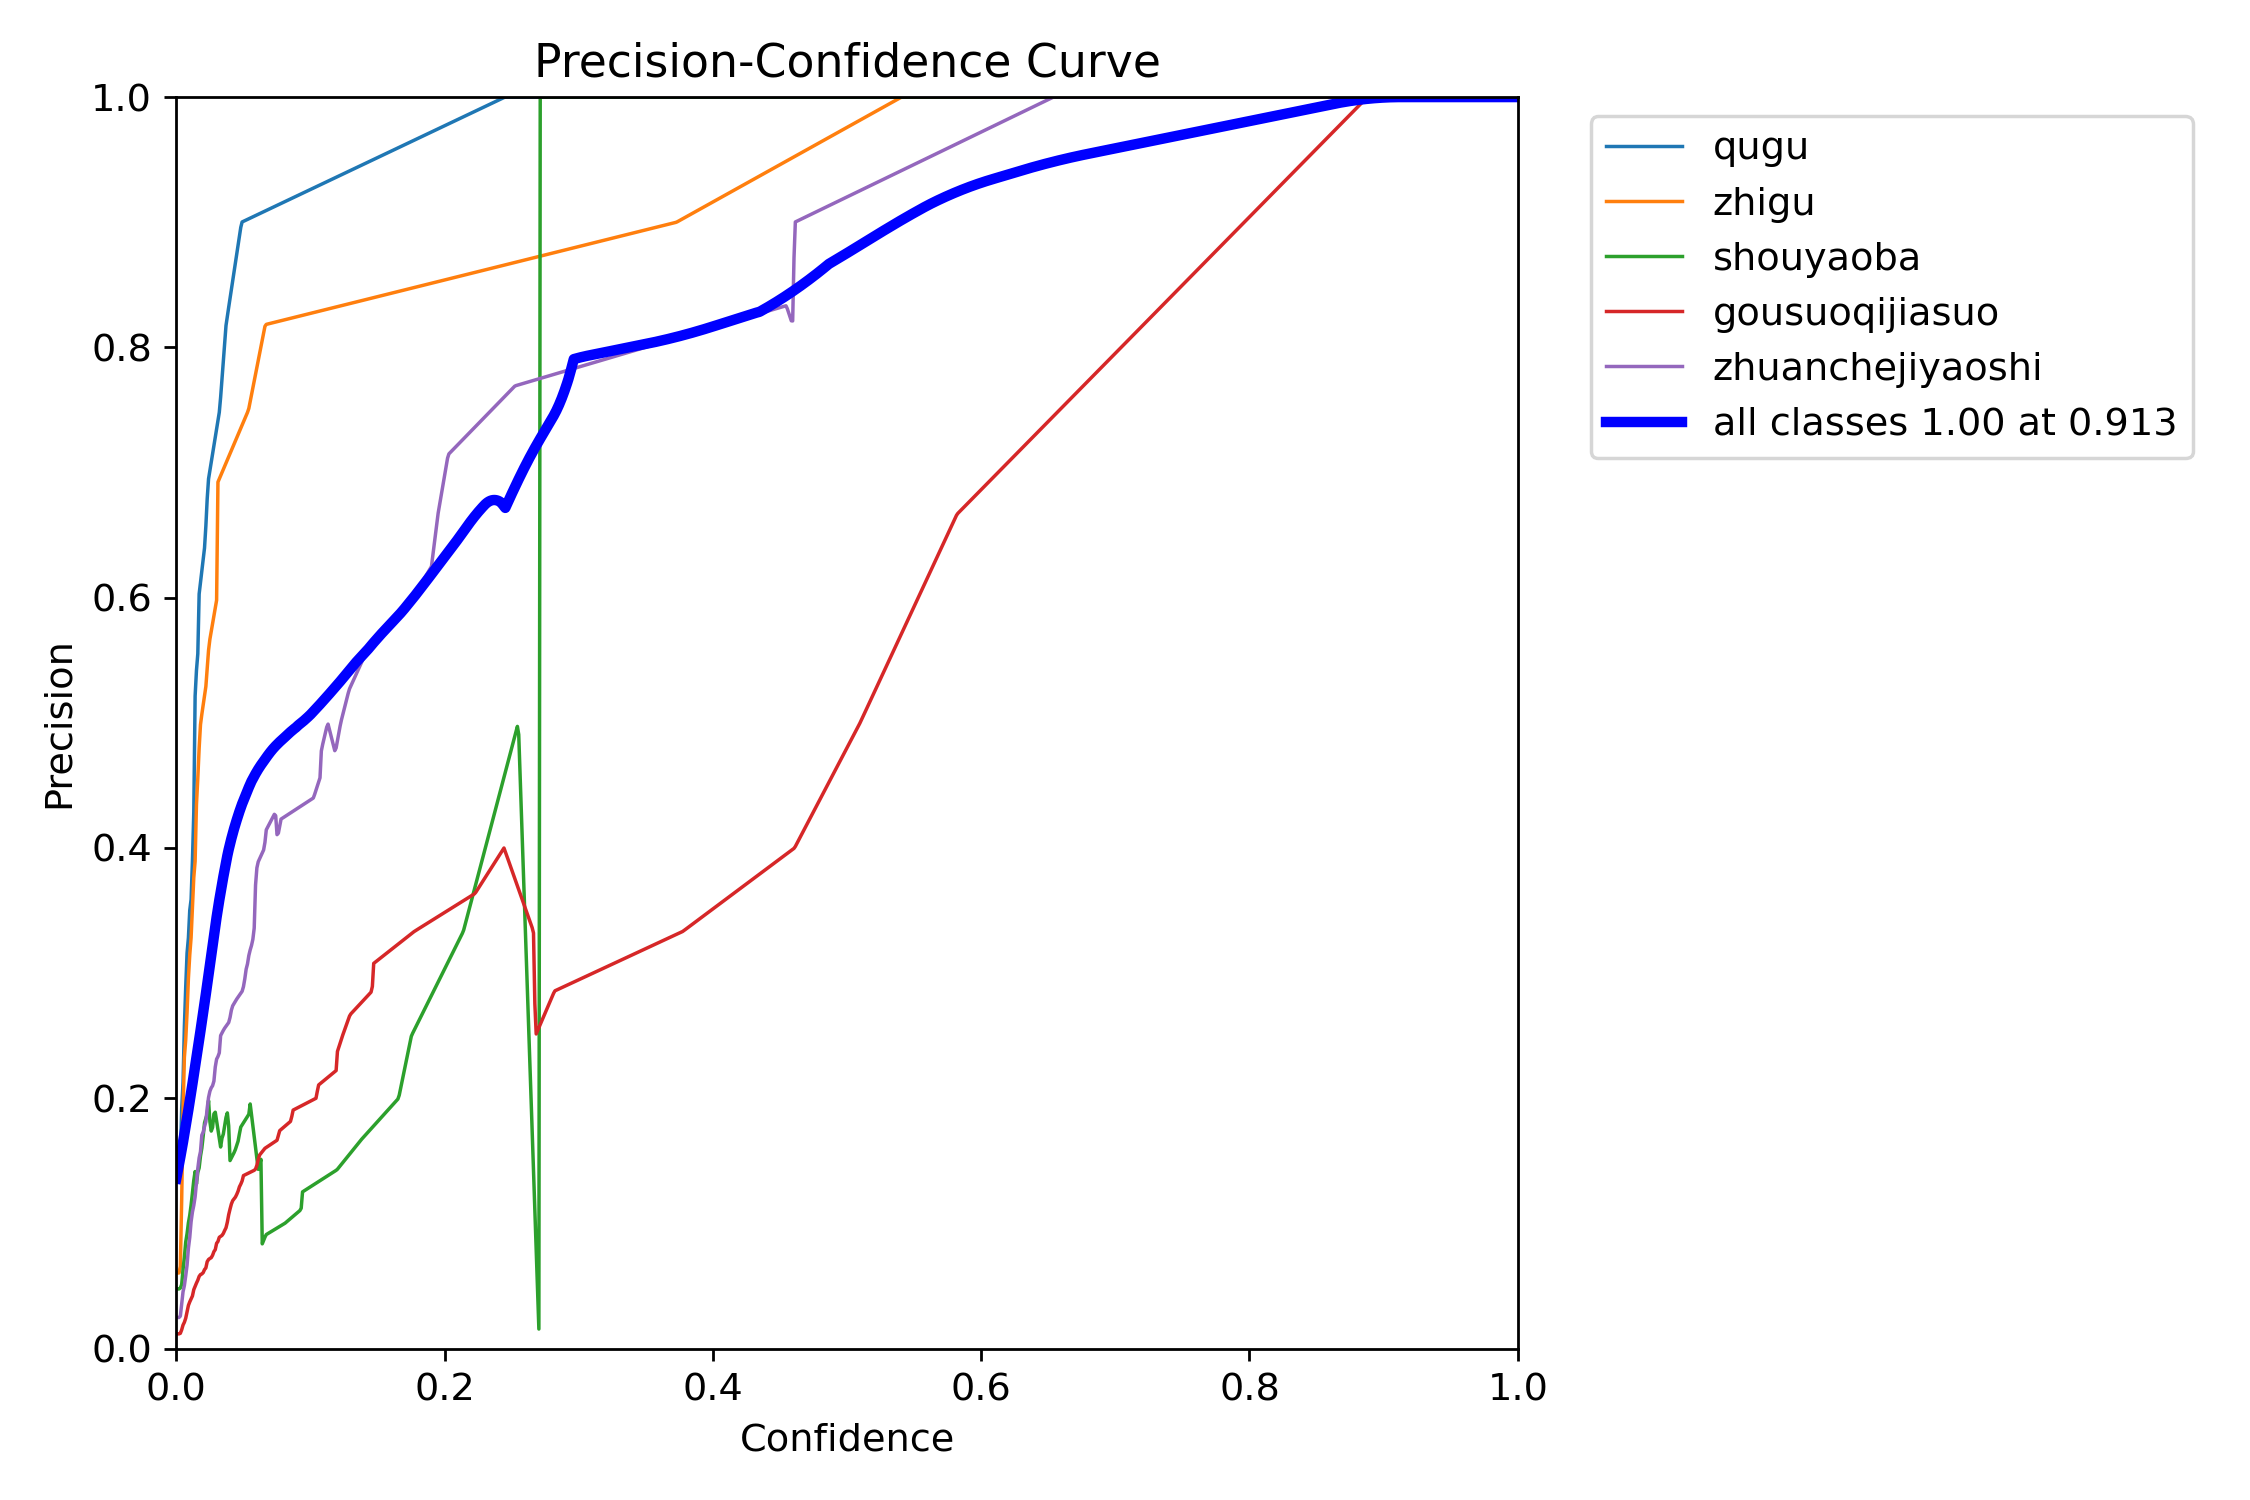 Precision-Confidence Curve
1.0
0.8
0.6
0.4
0.2
0.0
Precision
0.0 0.2 0.4 0.6 0.8 1.0
Confidence
qugu
zhigu
shouyaoba
gousuoqijiasuo
zhuanchejiyaoshi
all classes 1.00 at 0.913